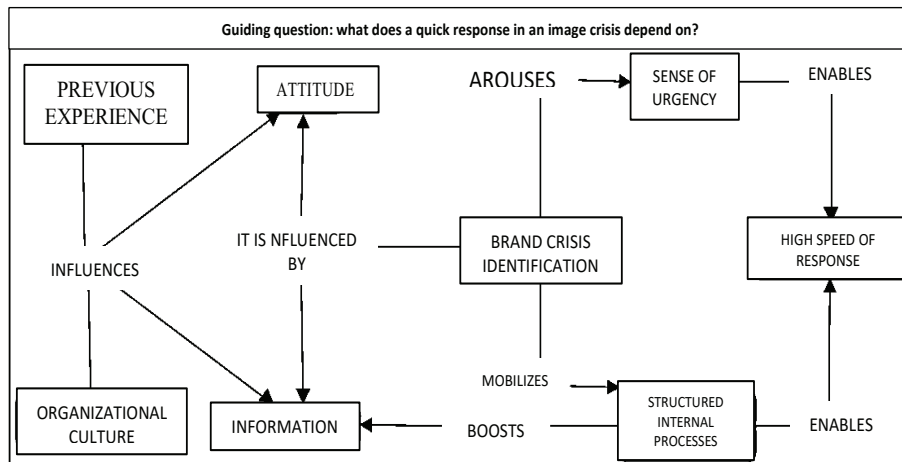 Guiding question: what does a quick response in an image crisis depend on?
PREVIOUS
EXPERIENCE
ATTITUDE
AROUSES
SENSE OF
URGENCY
ENABLES
INFLUENCES
IT IS NFLUENCED
BY
BRAND CRISIS
IDENTIFICATION
HIGH SPEED OF
RESPONSE
MOBILIZES
ORGANIZATIONAL
CULTURE
INFORMATION
BOOSTS
STRUCTURED
INTERNAL
PROCESSES
ENABLES